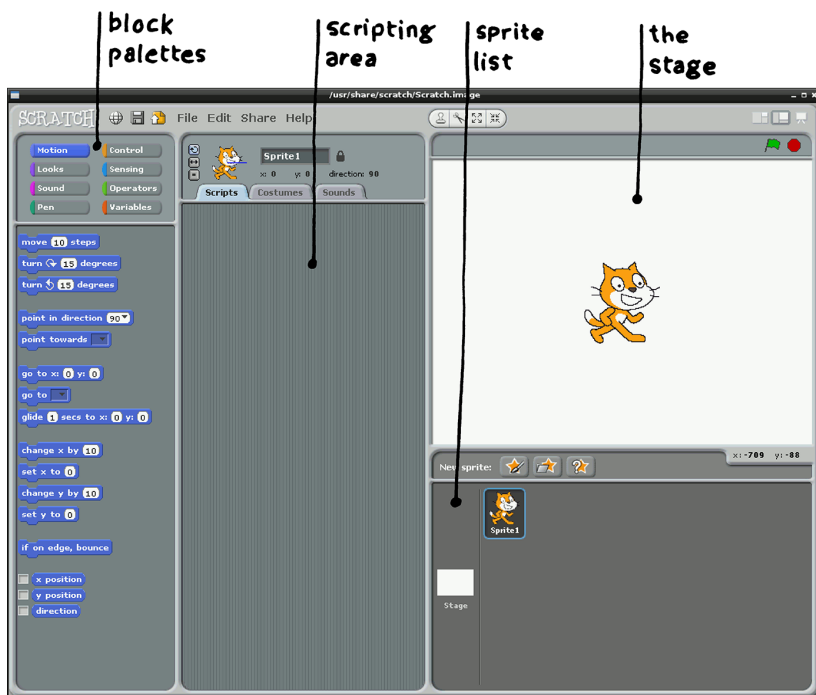 block
palettes
scripting
area
sprite
list
the
stage
/usr/share/scratch/Scratch.image
SCRATCH File Edit Share Help
Motion Control
Looks Sensing
Sound Operators
Pen Variables
Sprite1
x: 0 y: 0 direction: 90
Scripts Costumes Sounds
move 10 steps
turn 15 degrees
turn 15 degrees
point in direction 90
point towards
go to x: 0 y: 0
go to
glide 1 secs to x: 0 y: 0
change x by 10
set x to 0
change y by 10
set y to 0
if on edge, bounce
x position
y position
direction
x: -709 y: -88
New sprite:
Sprite1
Stage